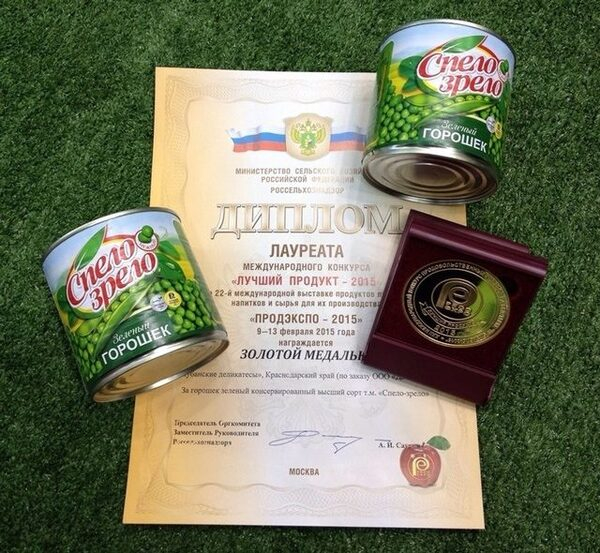 Спело
зрело
Зеленый
ГОРОШЕК
МИНИСТЕРСТВО СЕЛЬСКОГО
РОССИЙСКОЙ ФЕДЕРАЦИИ
РОССЕЛЬХОЗНАДЗОР
ДИПЛОМ
ЛАУРЕАТА
МЕЖДУНАРОДНОГО КОНКУРСА
«ЛУЧШИЙ ПРОДУКТ - 2015
22-й международной выставке продуктов
напитков и сырья для их производства
«ПРОДЭКСПО - 2015»
9–13 февраля 2015 года
награждается
ЗОЛОТОЙ МЕДАЛЬ
деликатесы», Краснодарский край (по заказу ООО
За горошек зеленый консервированный высший сорт т.м. «Спело-зрело»
Председатель Оргкомитета
Заместитель Руководителя
Россельхознадзора
А. И.
МОСКВА
Спело
зрело
Зеленый
ГОРОШЕК
2015